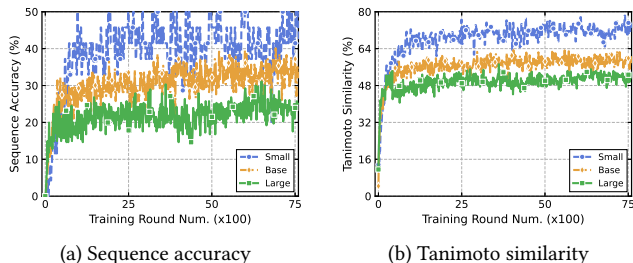 50
40
30
20
10
0
Sequence Accuracy (%)
Small
Base
Large
0 25 50 75
Training Round Num. (x100)
(a) Sequence accuracy
80
64
48
32
16
0
Tanimoto Similarity (%)
Small
Base
Large
0 25 50 75
Training Round Num. (x100)
(b) Tanimoto similarity